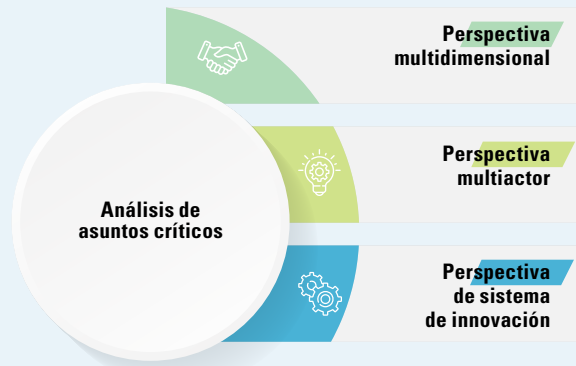 Perspectiva
multidimensional
Perspectiva
multiactor
Análisis de
asuntos críticos
Perspectiva
de sistema
de innovación